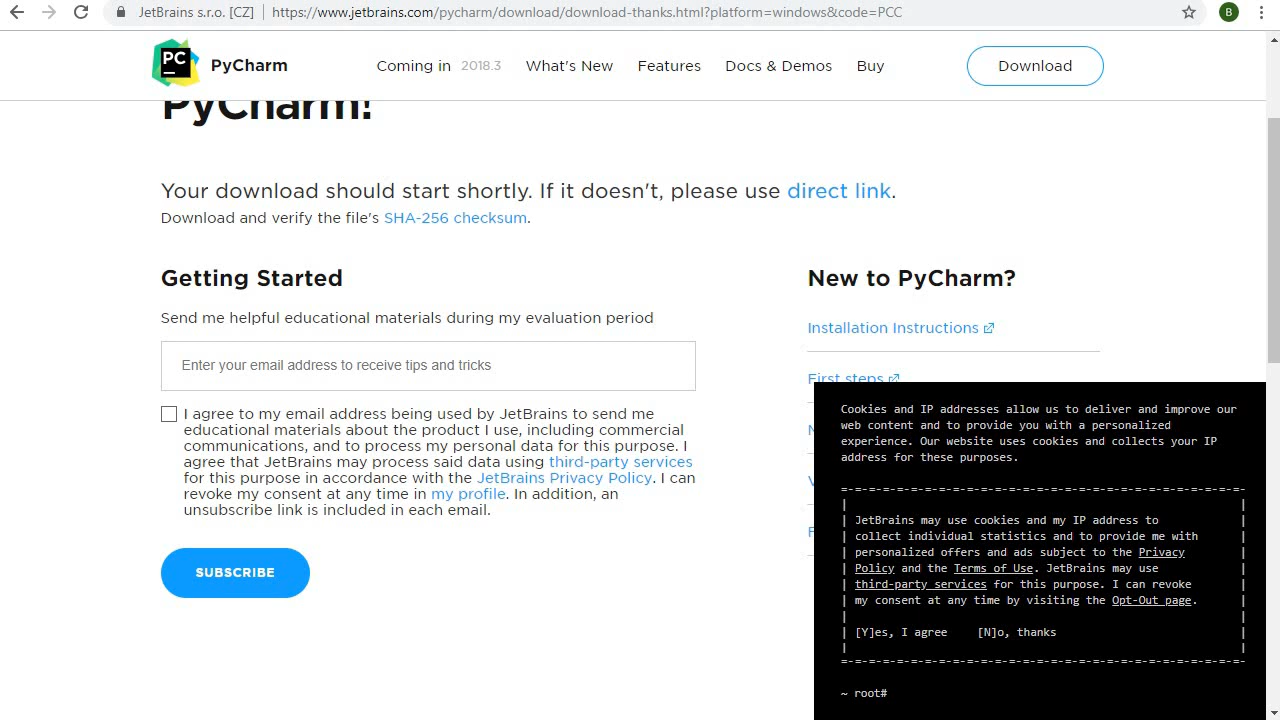 JetBrains s.r.o. [CZ] https://www.jetbrains.com/pycharm/download/download-thanks.html?platform=windows&code=PCC B
PC PyCharm Coming in 2018.3 What's New Features Docs & Demos Buy Download
PyCharm!
Your download should start shortly. If it doesn't, please use direct link.
Download and verify the file's SHA-256 checksum.
Getting Started
Send me helpful educational materials during my evaluation period
Enter your email address to receive tips and tricks
I agree to my email address being used by JetBrains to send me
educational materials about the product I use, including commercial
communications, and to process my personal data for this purpose. I
agree that JetBrains may process said data using third-party services
for this purpose in accordance with the JetBrains Privacy Policy. I can
revoke my consent at any time in my profile. In addition, an
unsubscribe link is included in each email.
SUBSCRIBE
New to PyCharm?
Installation Instructions
First steps
Cookies and IP addresses allow us to deliver and improve our
web content and to provide you with a personalized
experience. Our website uses cookies and collects your IP
address for these purposes.
JetBrains may use cookies and my IP address to
collect individual statistics and to provide me with
personalized offers and ads subject to the Privacy
Policy and the Terms of Use. JetBrains may use
third-party services for this purpose. I can revoke
my consent at any time by visiting the Opt-Out page.
[Y]es, I agree [N]o, thanks
~ root#